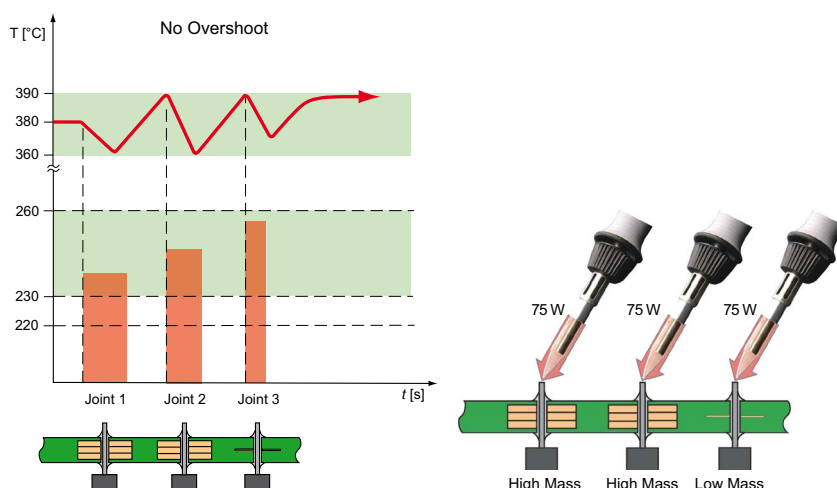 No Overshoot
T [°C]
390
380
360
260
230
220
Joint 1 Joint 2 Joint 3 t [s]
75 W 75 W 75 W
High Mass High Mass Low Mass